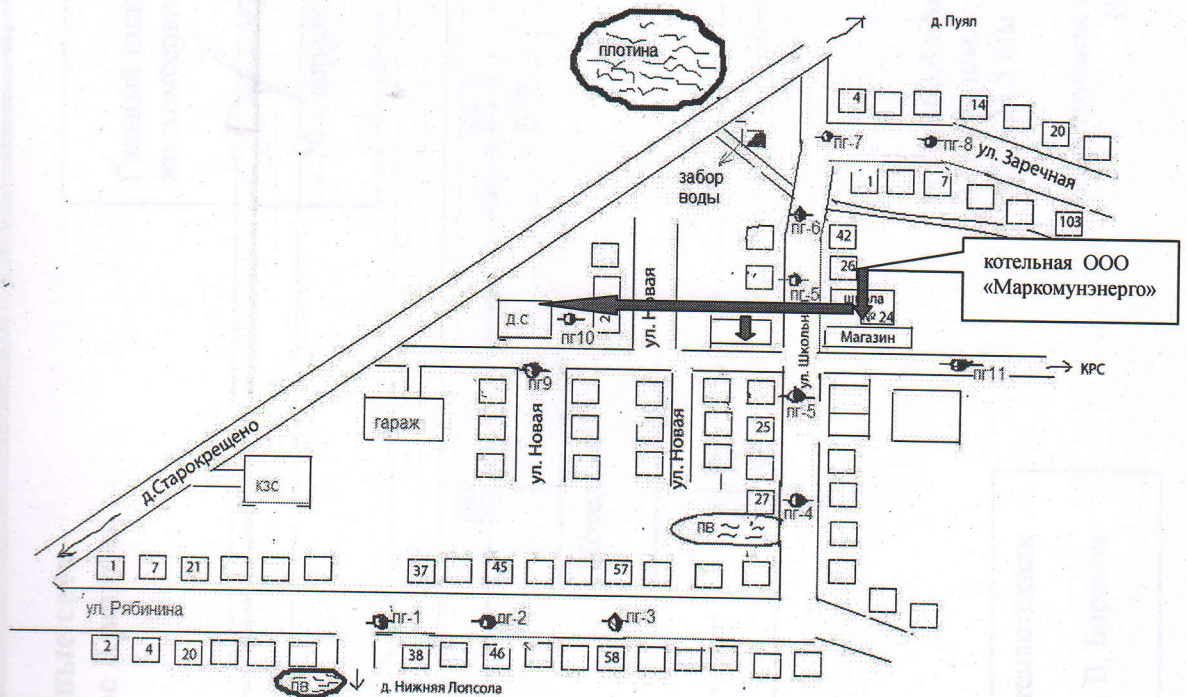 д. Пуял
плотина
4
14
20
пг-7
пг-8
ул. Заречная
забор
воды
1
7
103
пг-6
42
26
котельная ООО
«Маркомунэнерго»
пг-5
школа
№ 24
Магазин
ул. Школьн
ул. Новая
д.с
2
пг10
пг9
пг11
КРС
гараж
ул. Новая
ул. Новая
пг-5
25
д.Старокрещено
кзс
27
пг-4
пв
1
7
21
37
45
57
ул. Рябинина
пг-1
пг-2
пг-3
2
4
20
38
46
58
пв
д. Нижняя Лопсола